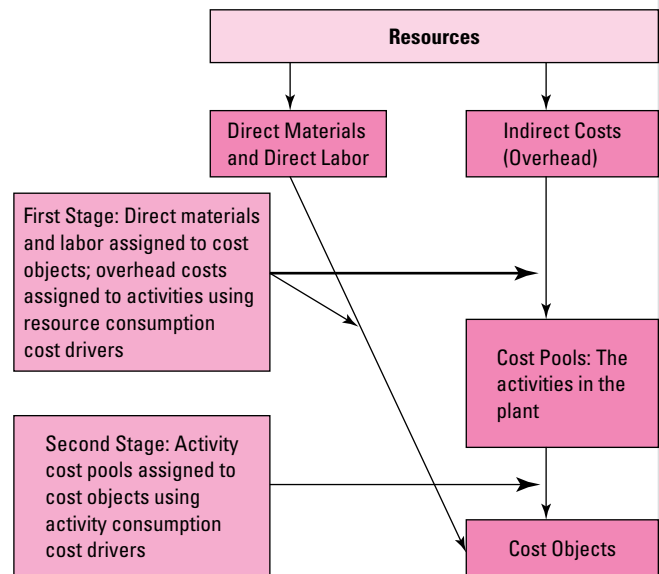 Resources
Direct Materials
and Direct Labor
Indirect Costs
(Overhead)
First Stage: Direct materials
and labor assigned to cost
objects; overhead costs
assigned to activities using
resource consumption
cost drivers
Cost Pools: The
activities in the
plant
Second Stage: Activity
cost pools assigned to
cost objects using
activity consumption
cost drivers
Cost Objects